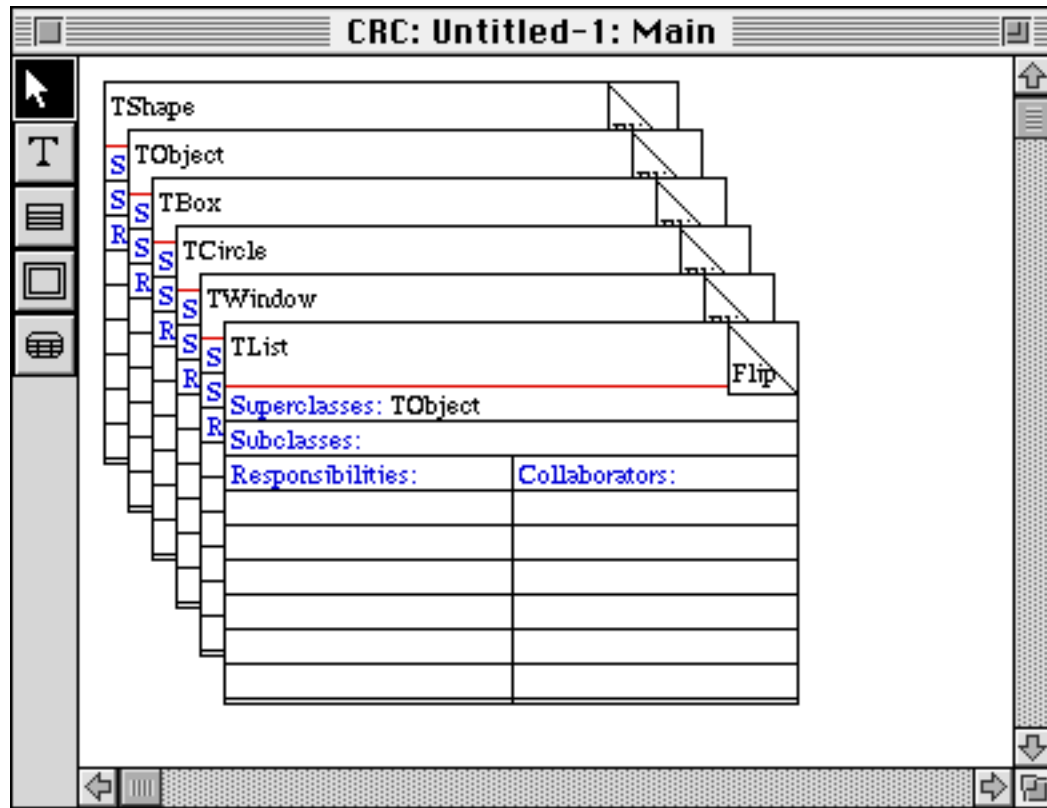 CRC: Untitled-1: Main
T
TShape
S
S
R
TObject
S
S
R
TBox
S
S
R
TCircle
S
S
R
TWindow
S
S
R
TList
Flip
Superclasses: TObject
Subclasses:
Responsibilities: Collaborators: